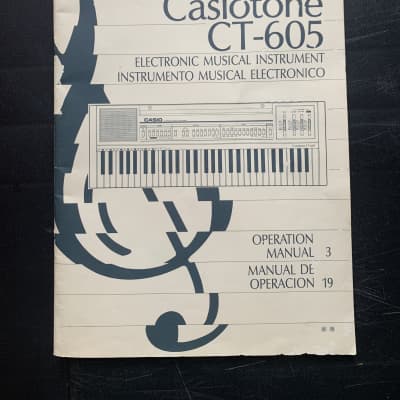 Casiotone
CT-605
ELECTRONIC MUSICAL INSTRUMENT
INSTRUMENTO MUSICAL ELECTRONICO
CASIO
OPERATION
MANUAL 3
MANUAL DE
OPERACION 19